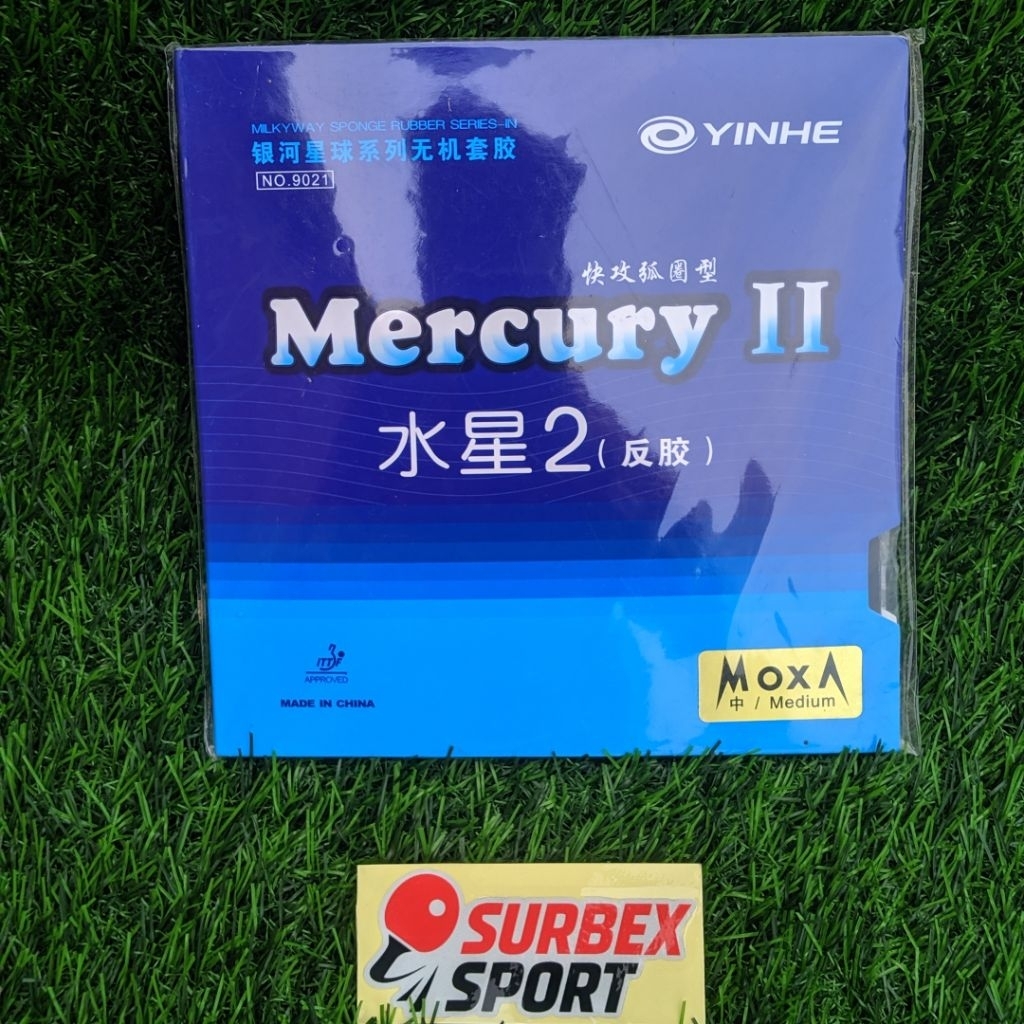 MILKYWAY SPONGE RUBBER SERIES-IN
银河星球系列无机套胶
NO.9021
YINHE
快攻弧圈型
Mercury II
水星2(反胶)
ITTF
APPROVED
MADE IN CHINA
MOXA
中 / Medium
SURBEX
SPORT